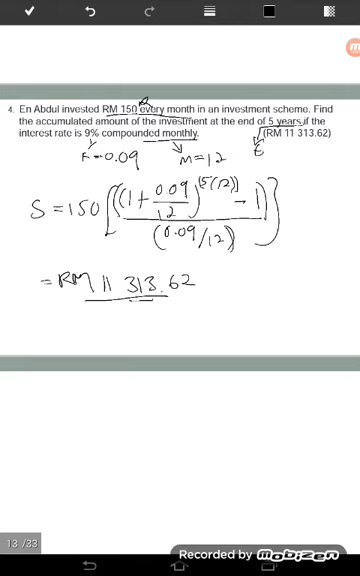 4. En Abdul invested RM 150 every month in an investment scheme. Find
the accumulated amount of the investment at the end of 5 years if the
interest rate is 9% compounded monthly. (RM 11 313.62)
r = 0.09 m = 12 t
S = 150 [((1 + 0.09/12)^(5(12)) - 1) / (0.09/12)]
= RM 11 313.62
13 /33
Recorded by mobizen